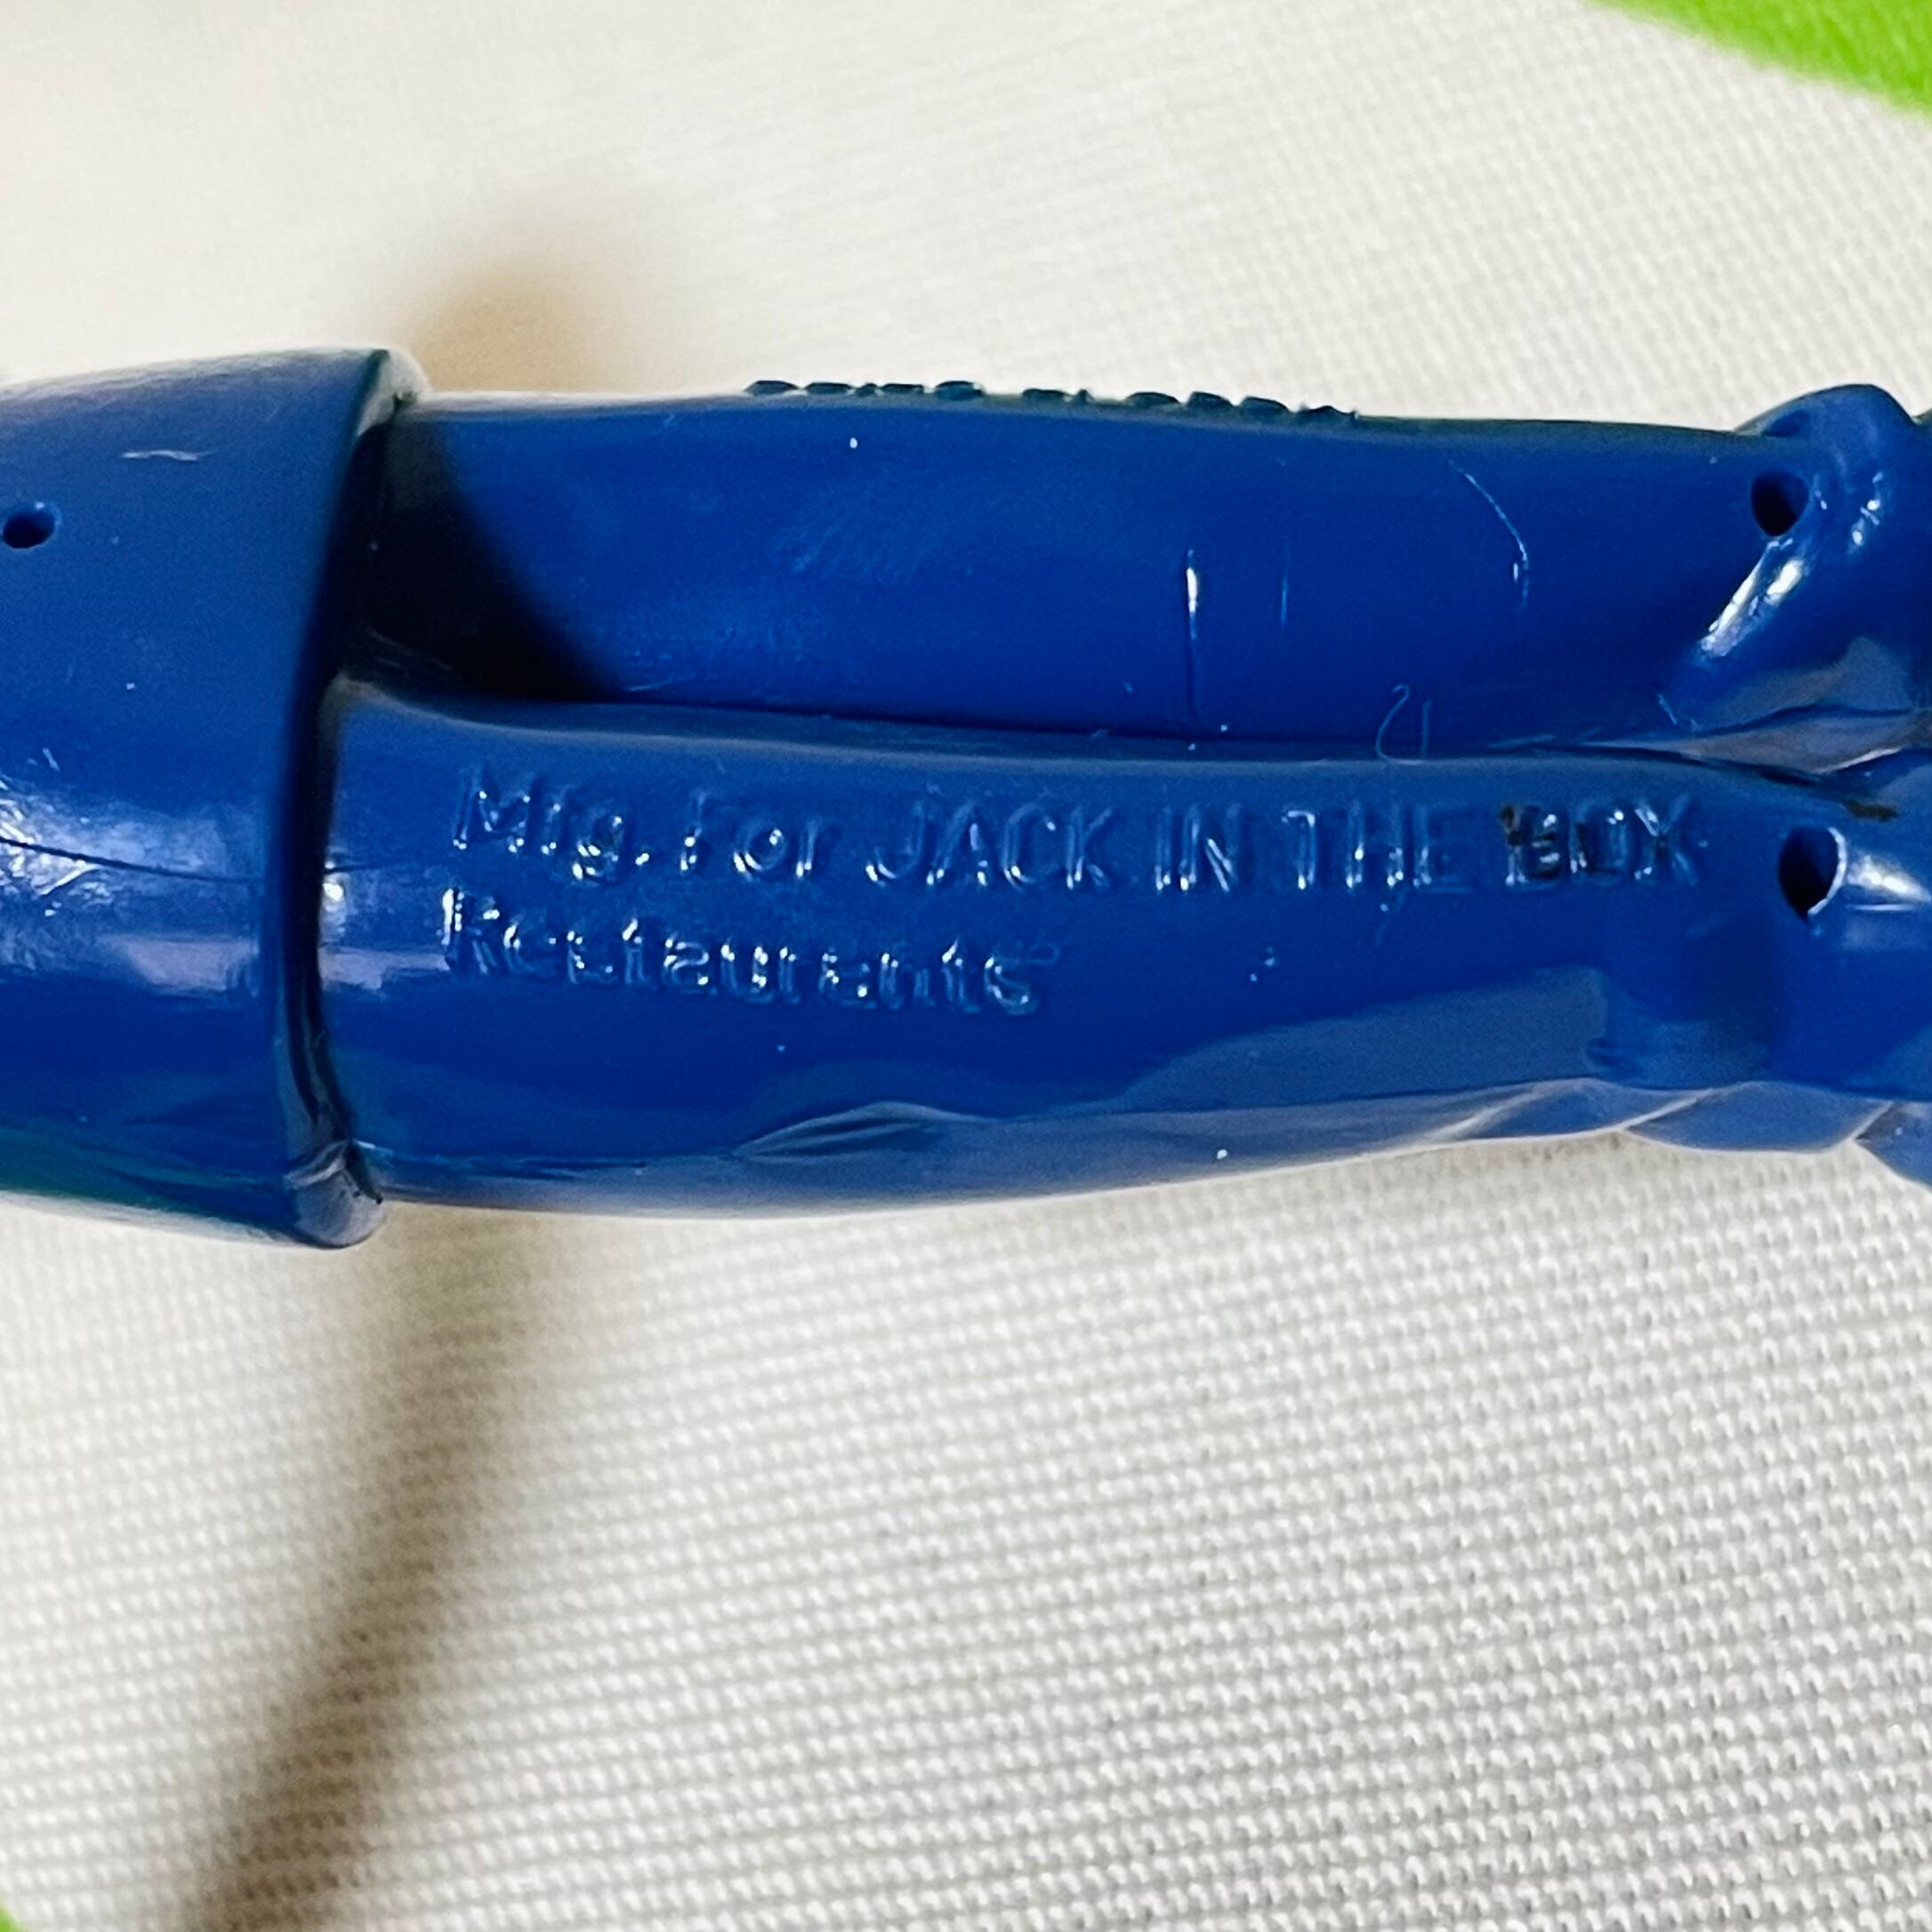 Mfg. For JACK IN THE BOX
Restaurants